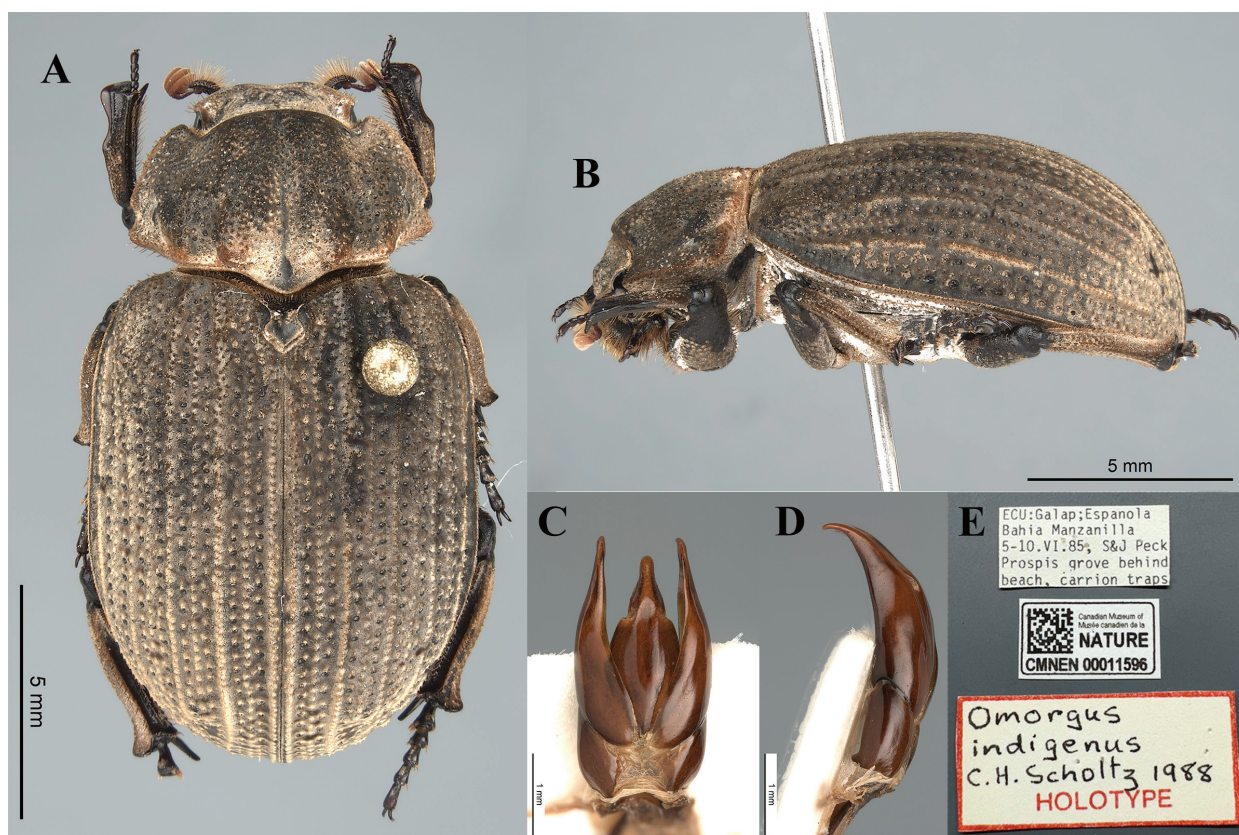 A
B
5 mm
5 mm
C
D
E
1 mm
1 mm
ECU:Galap;Espanola
Bahia Manzanilla
5-10.VI.85; S&J Peck
Prospis grove behind
beach, carrion traps
Canadian Museum of
Musée canadien de la
NATURE
CMNEN 00011596
Omorgus
indigenus
C.H. Scholtz 1988
HOLOTYPE